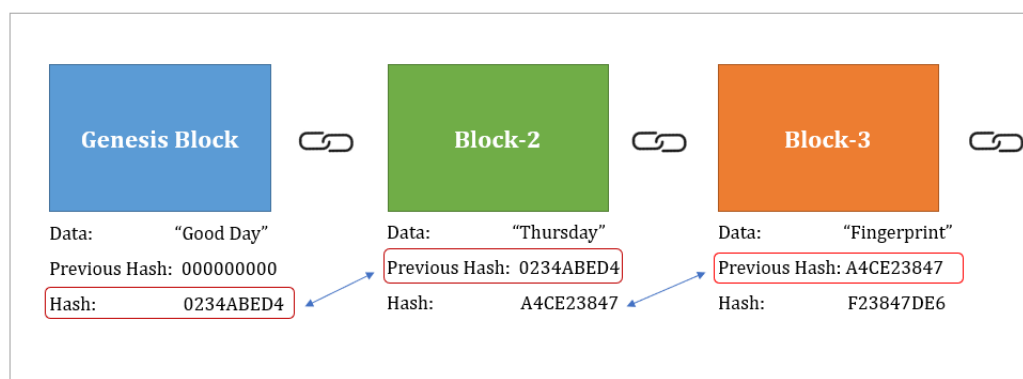 Genesis Block
Block-2
Block-3
Data: “Good Day”
Previous Hash: 000000000
Hash: 0234ABED4
Data: “Thursday”
Previous Hash: 0234ABED4
Hash: A4CE23847
Data: “Fingerprint”
Previous Hash: A4CE23847
Hash: F23847DE6